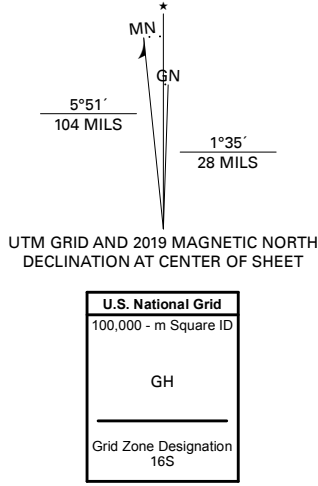 MN
GN
5°51´
104 MILS
1°35´
28 MILS
UTM GRID AND 2019 MAGNETIC NORTH
DECLINATION AT CENTER OF SHEET
U.S. National Grid
100,000 - m Square ID
GH
Grid Zone Designation
16S